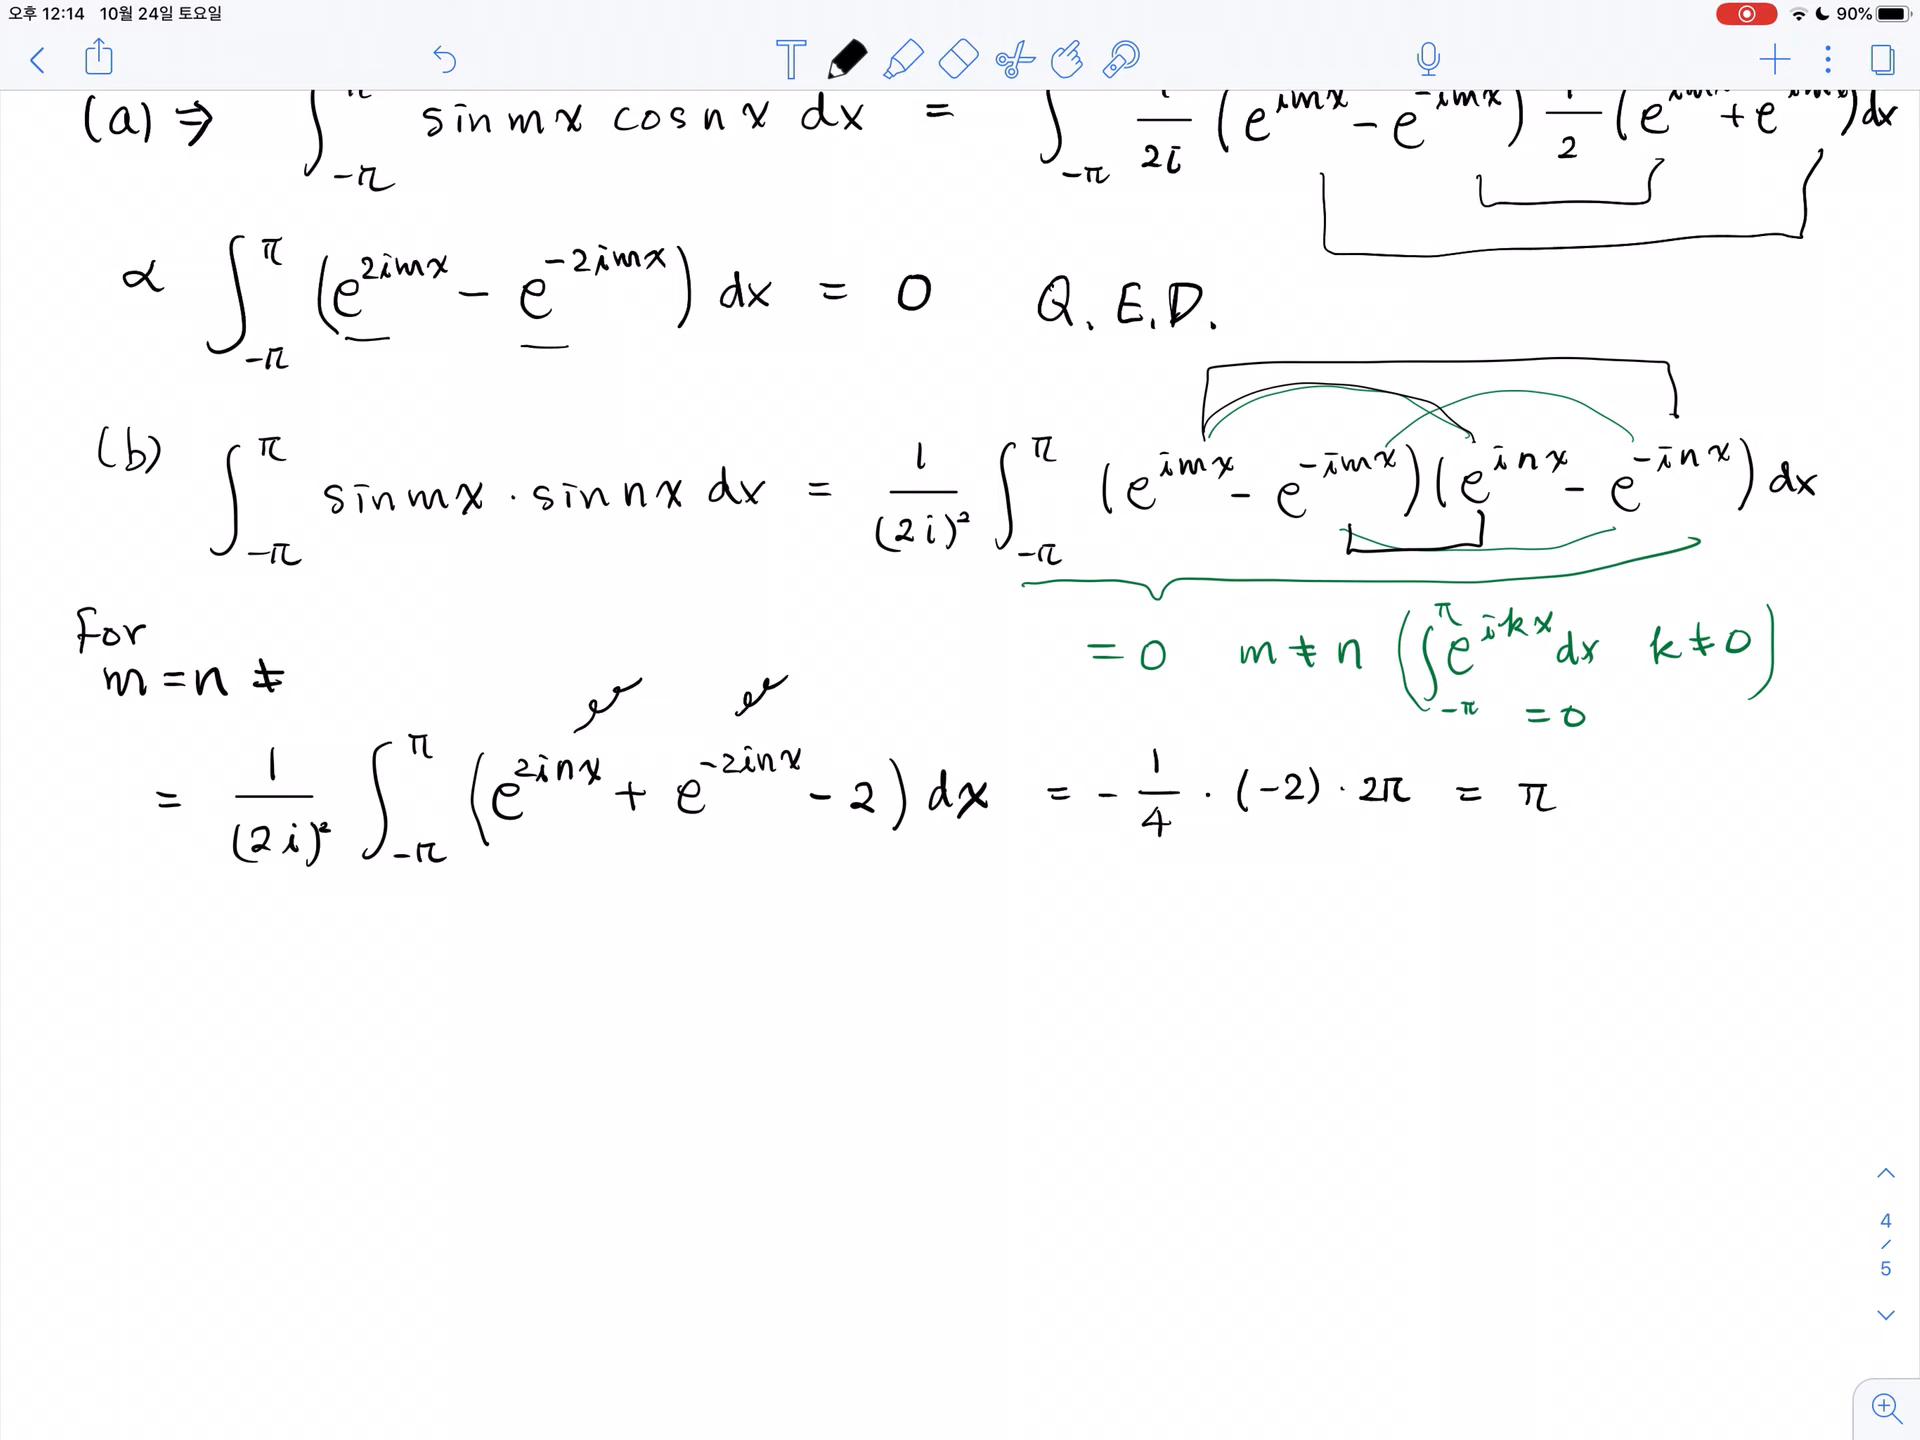 오후 12:14 10월 24일 토요일 90%
T
(a) ⇒ ∫_{-π}^{π} sin mx cos nx dx = ∫_{-π} 1/2i (e^{imx} - e^{-imx}) 1/2 (e + e) dx
∝ ∫_{-π}^{π} (e^{2imx} - e^{-2imx}) dx = 0 Q.E.D.
(b) ∫_{-π}^{π} sin mx · sin nx dx = 1/(2i)² ∫_{-π}^{π} (e^{imx} - e^{-imx})(e^{inx} - e^{-inx}) dx
For
= 0 m ≠ n (∫_{-π}^{π} e^{ikx} dx k ≠ 0)
= 0
m = n ≠
= 1/(2i)² ∫_{-π}^{π} (e^{2inx} + e^{-2inx} - 2) dx = - 1/4 · (-2) · 2π = π
4
/
5